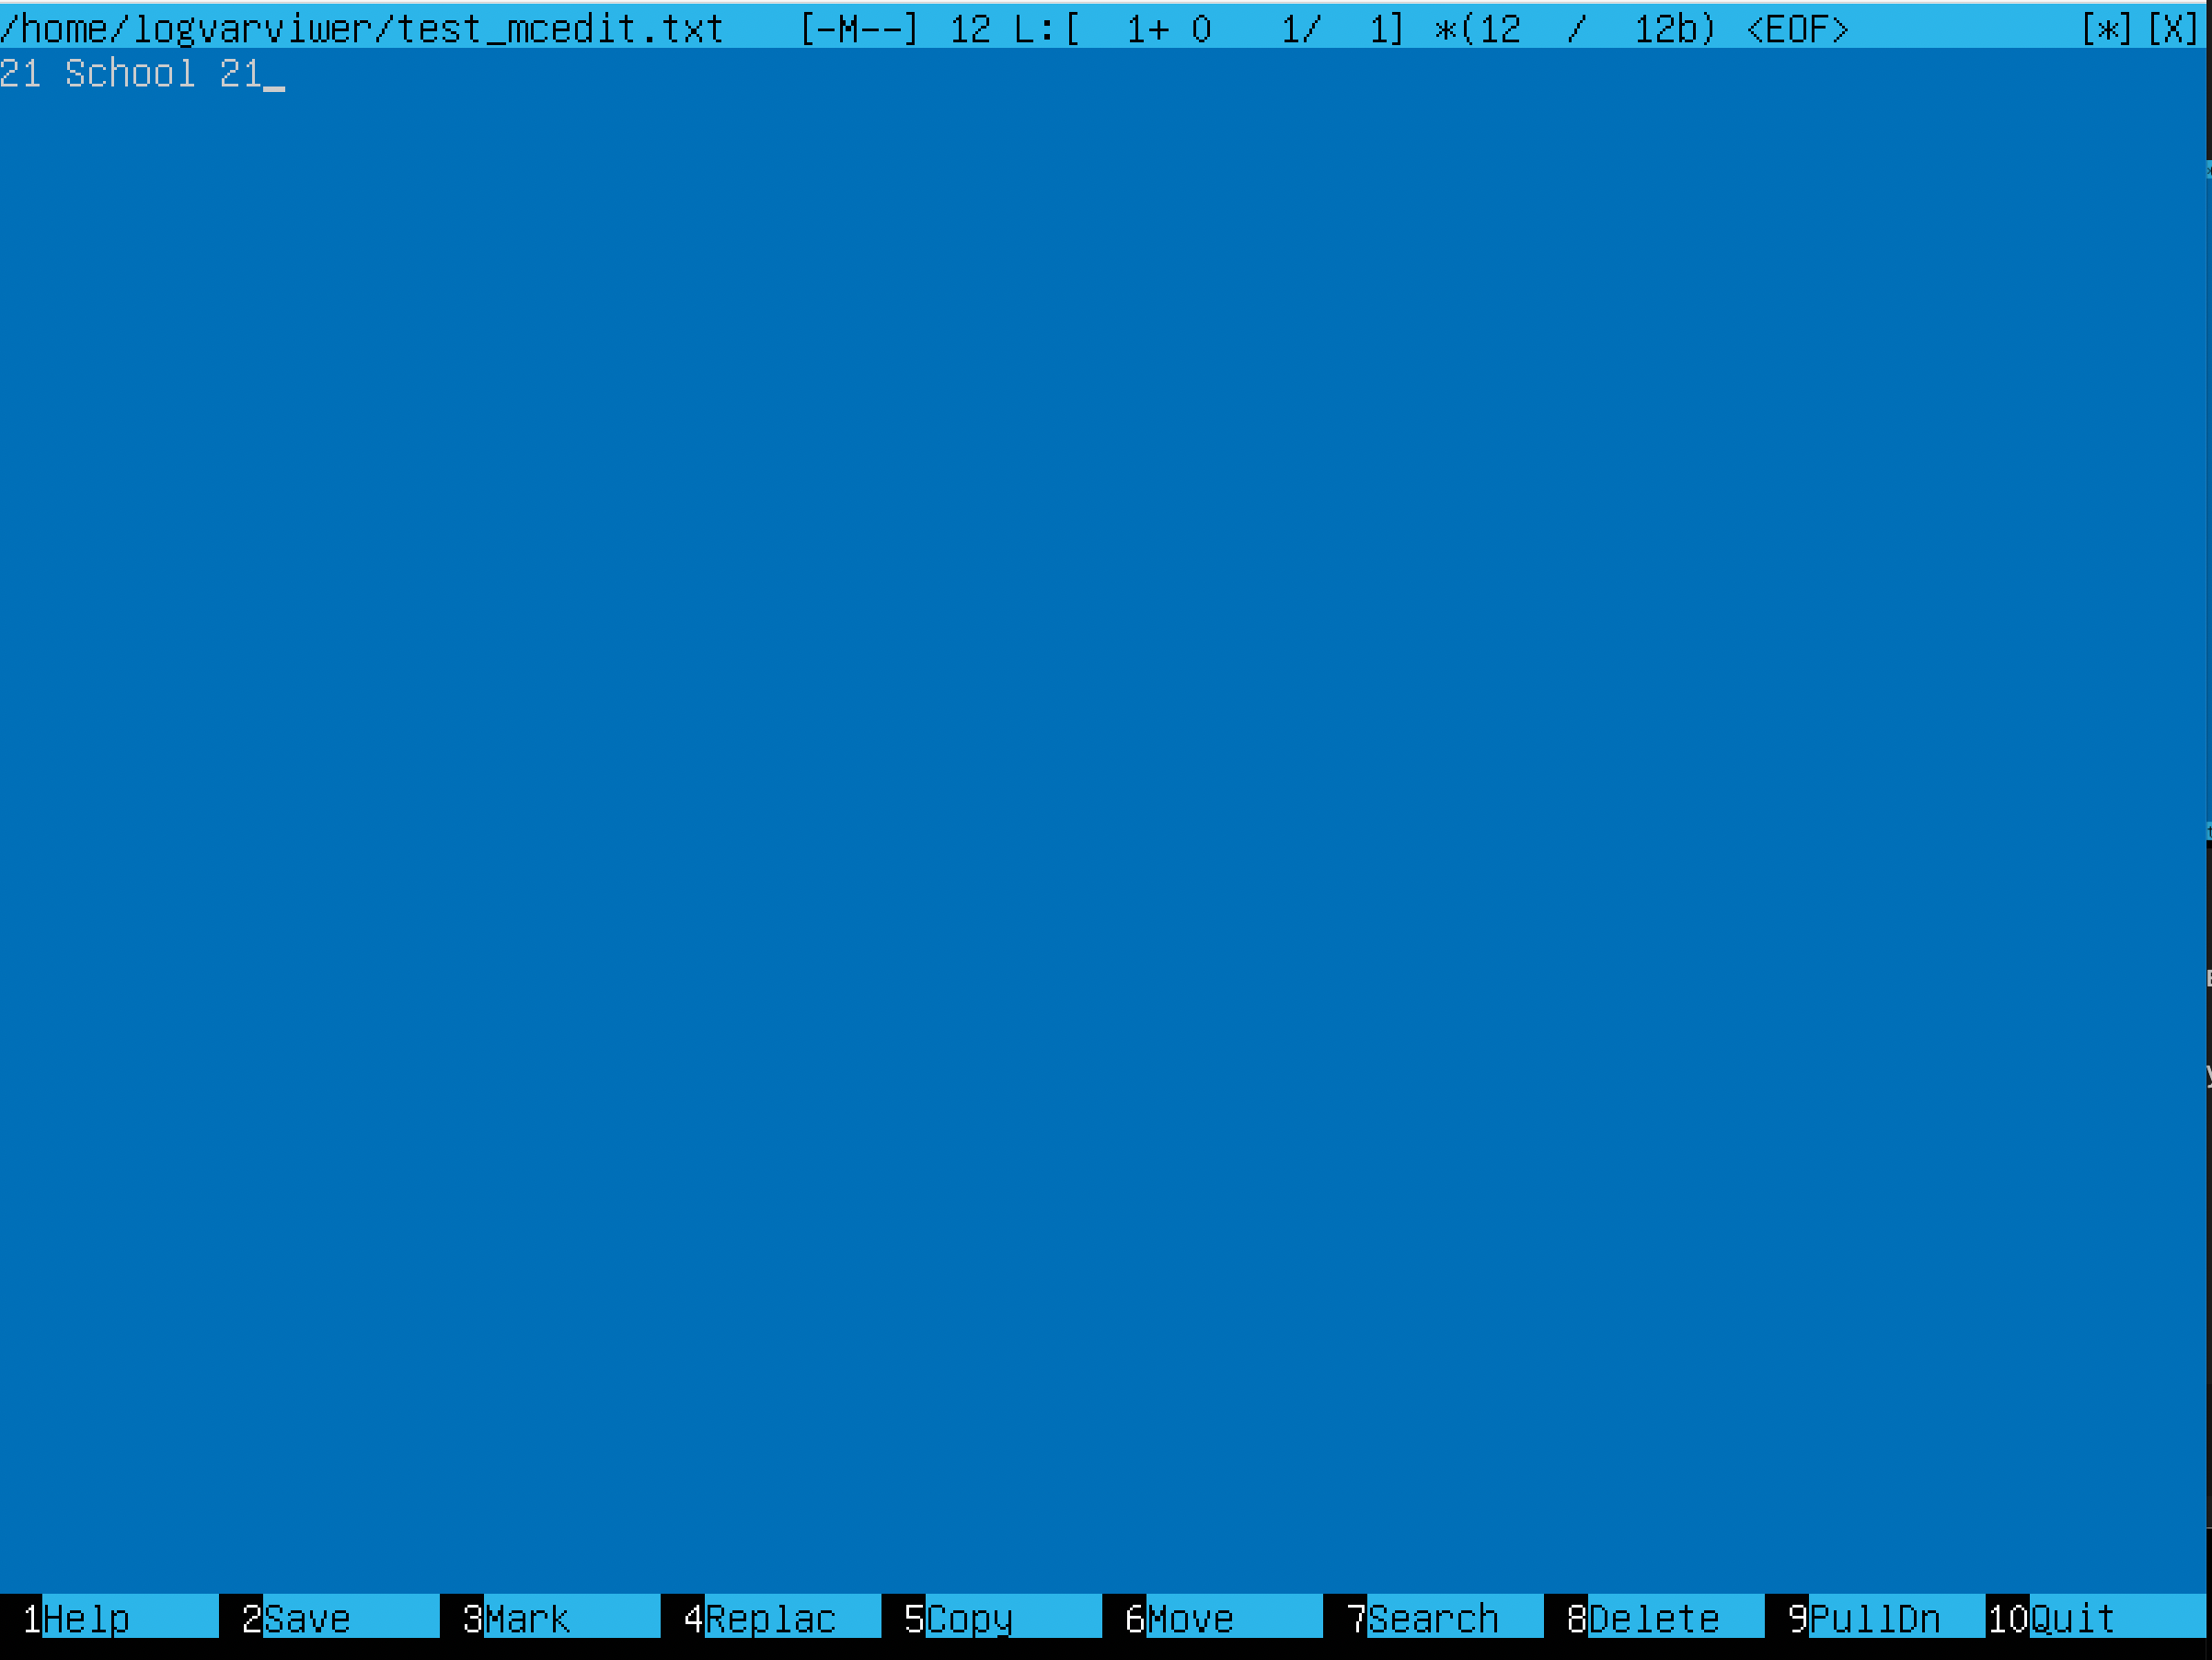 /home/logvarviwer/test_mcedit.txt [-M--] 12 L:[ 1+ 0 1/ 1] *(12 / 12b) <EOF> [*][X]
21 School 21_
1Help 2Save 3Mark 4Replac 5Copy 6Move 7Search 8Delete 9PullDn 10Quit